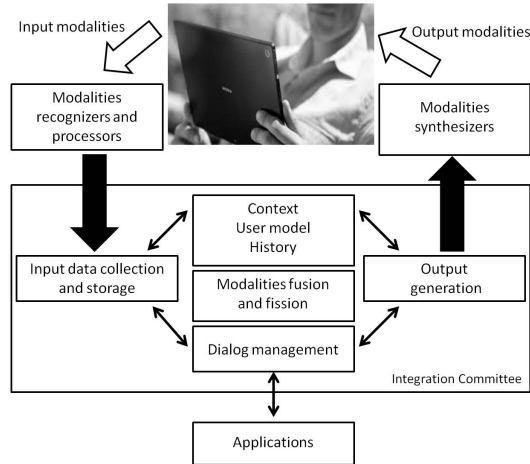 Input modalities
Output modalities
Modalities
recognizers and
processors
Modalities
synthesizers
Context
User model
History
Input data collection
and storage
Output
generation
Modalities fusion
and fission
Dialog management
Integration Committee
Applications